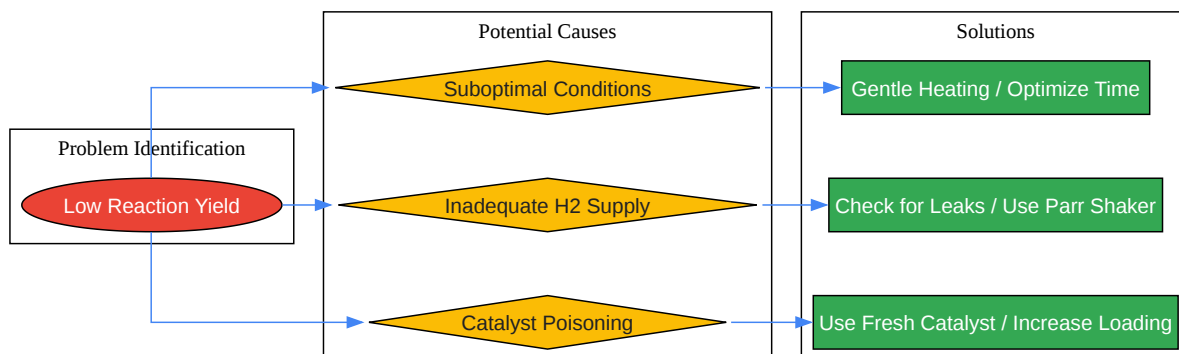 Potential Causes
Solutions
Suboptimal Conditions
Gentle Heating / Optimize Time
Problem Identification
Low Reaction Yield
Inadequate H2 Supply
Check for Leaks / Use Parr Shaker
Catalyst Poisoning
Use Fresh Catalyst / Increase Loading